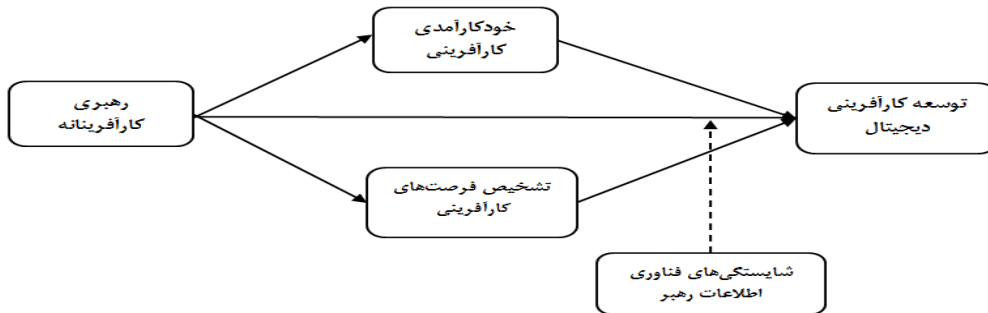 خودکارآمدی
کارآفرینی
رهبری
کارآفرینانه
توسعه کارآفرینی
دیجیتال
تشخیص فرصت‌های
کارآفرینی
شایستگی‌های فناوری
اطلاعات رهبر